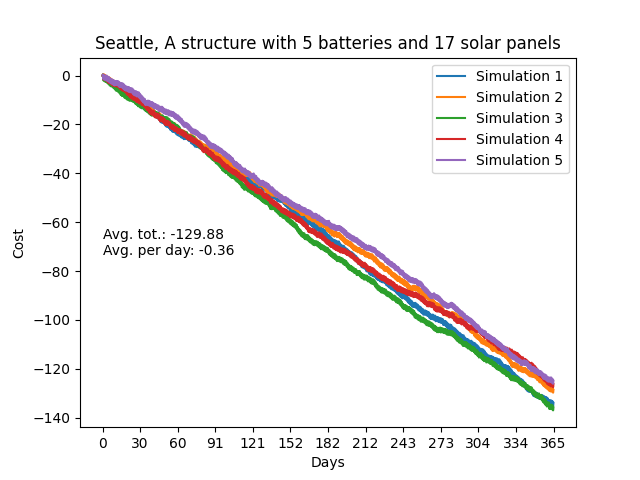 Seattle, A structure with 5 batteries and 17 solar panels
Simulation 1
Simulation 2
Simulation 3
Simulation 4
Simulation 5
0
−20
−40
−60
−80
−100
−120
−140
Cost
Avg. tot.: -129.88
Avg. per day: -0.36
0 30 60 91 121 152 182 212 243 273 304 334 365
Days